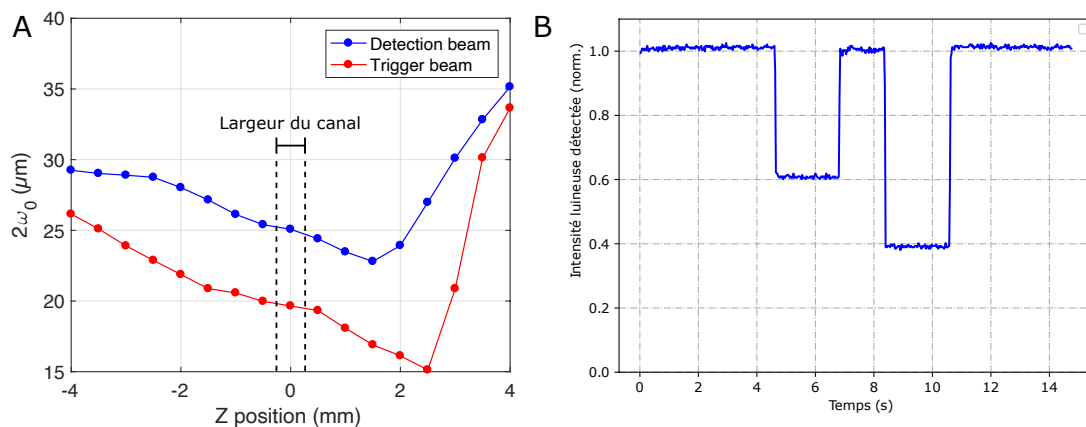 A
40
35
30
25
20
15
2ω0 (µm)
Detection beam
Trigger beam
Largeur du canal
-4
-2
0
2
4
Z position (mm)
B
1.0
0.8
0.6
0.4
0.2
0.0
Intensité luineuse détectée (norm.)
0
2
4
6
8
10
12
14
Temps (s)